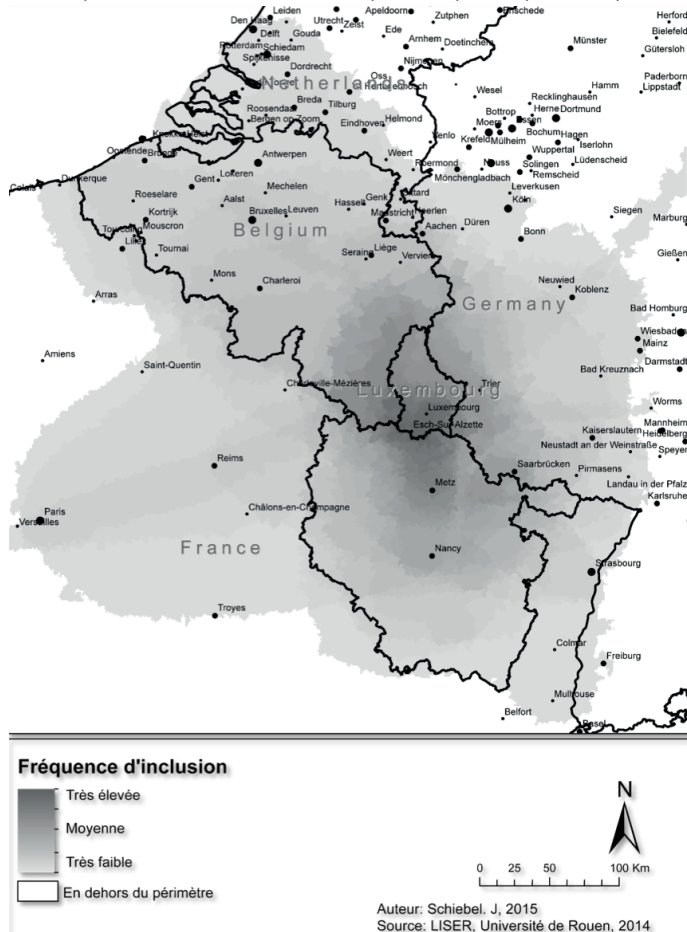 Leiden
Apeldoorn
Enschede
Den Haag
Utrecht
Zeist
Zutphen
Herford
Delft
Gouda
Ede
Bielefeld
Rotterdam
Schiedam
Arnhem
Doetinchem
Münster
Gütersloh
Spijkenisse
Nijmegen
Dordrecht
Oss
Paderborn
Netherlands
Hamm
Lippstadt
Wesel
Recklinghausen
Roosendaal
Breda
Tilburg
Bottrop
Herne
Dortmund
Bergen op Zoom
Eindhoven
Helmond
Moers
Essen
Bochum
Hagen
Knokke-Heist
Venlo
Krefeld
Mülheim
Iserlohn
Oostende
Brugge
Antwerpen
Weert
Wuppertal
Lüdenscheid
Roermond
Neuss
Solingen
Calais
Dunkerque
Gent
Lokeren
Mönchengladbach
Remscheid
Roeselare
Mechelen
Sittard
Leverkusen
Aalst
Hasselt
Genk
Köln
Siegen
Kortrijk
Bruxelles
Leuven
Maastricht
Heerlen
Marburg
Tourcoing
Mouscron
Belgium
Aachen
Düren
Bonn
Lille
Tournai
Seraing
Liège
Verviers
Gießen
Mons
Charleroi
Neuwied
Koblenz
Arras
Germany
Bad Homburg
Wiesbaden
Mainz
Amiens
Saint-Quentin
Darmstadt
Bad Kreuznach
Charleville-Mézières
Luxembourg
Trier
Worms
Luxembourg
Esch-Sur-Alzette
Kaiserslautern
Mannheim
Heidelberg
Neustadt an der Weinstraße
Speyer
Reims
Saarbrücken
Pirmasens
Metz
Landau in der Pfalz
Karlsruhe
Châlons-en-Champagne
Paris
Versailles
France
Nancy
Strasbourg
Troyes
Colmar
Freiburg
Mulhouse
Belfort
Basel
Fréquence d'inclusion
Très élevée
Moyenne
Très faible
En dehors du périmètre
N
0 25 50 100 Km
Auteur: Schiebel. J, 2015
Source: LISER, Université de Rouen, 2014